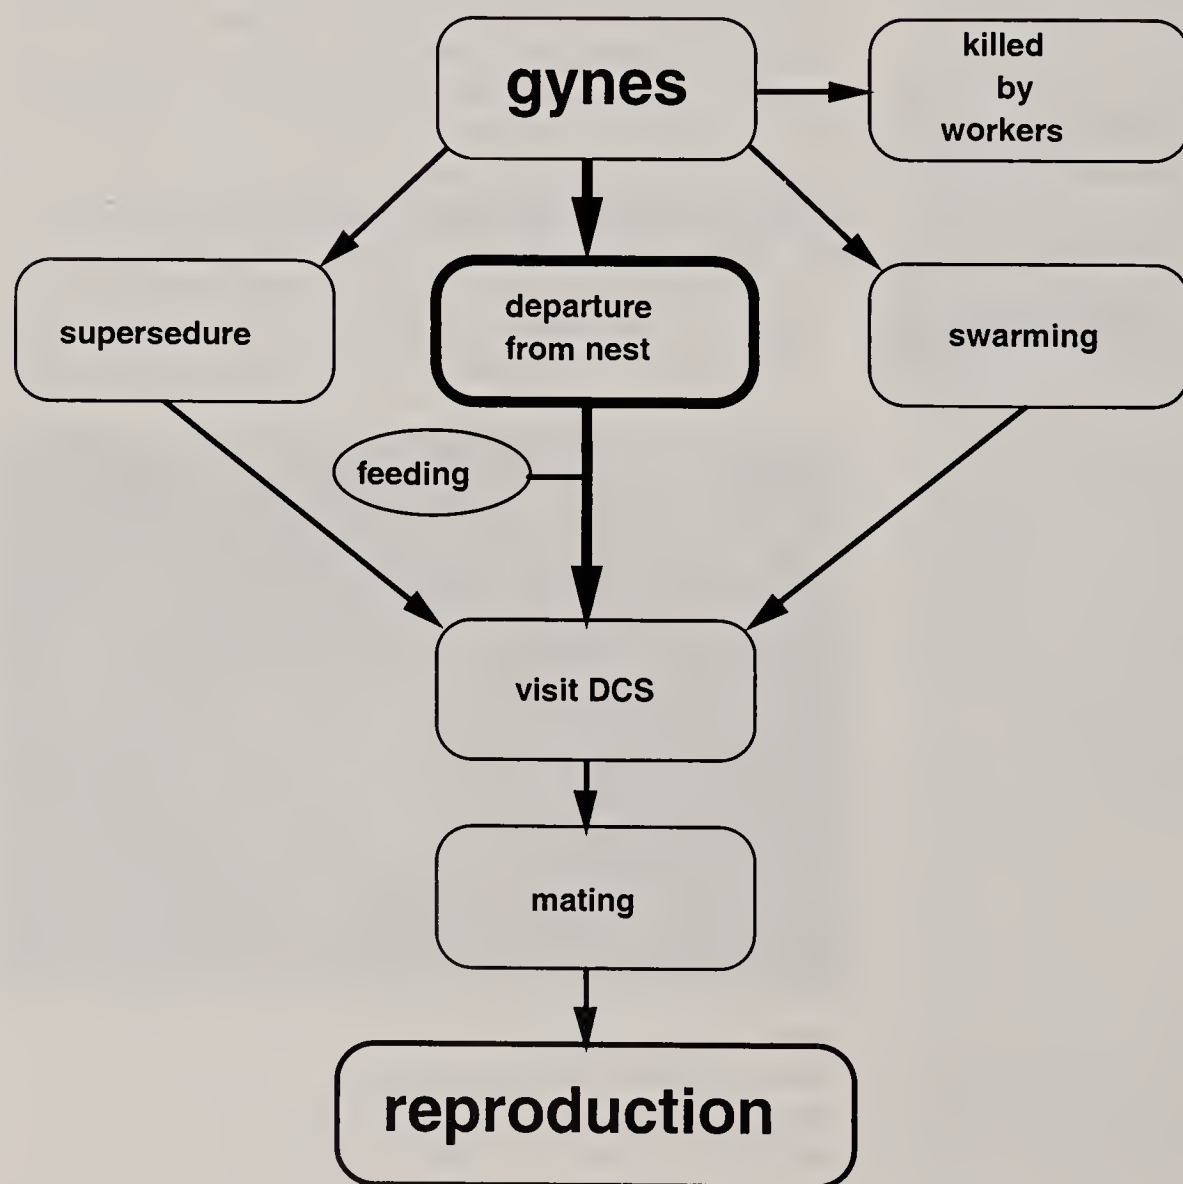 gynes
killed
by
workers
supersedure
departure
from nest
swarming
feeding
visit DCS
mating
reproduction